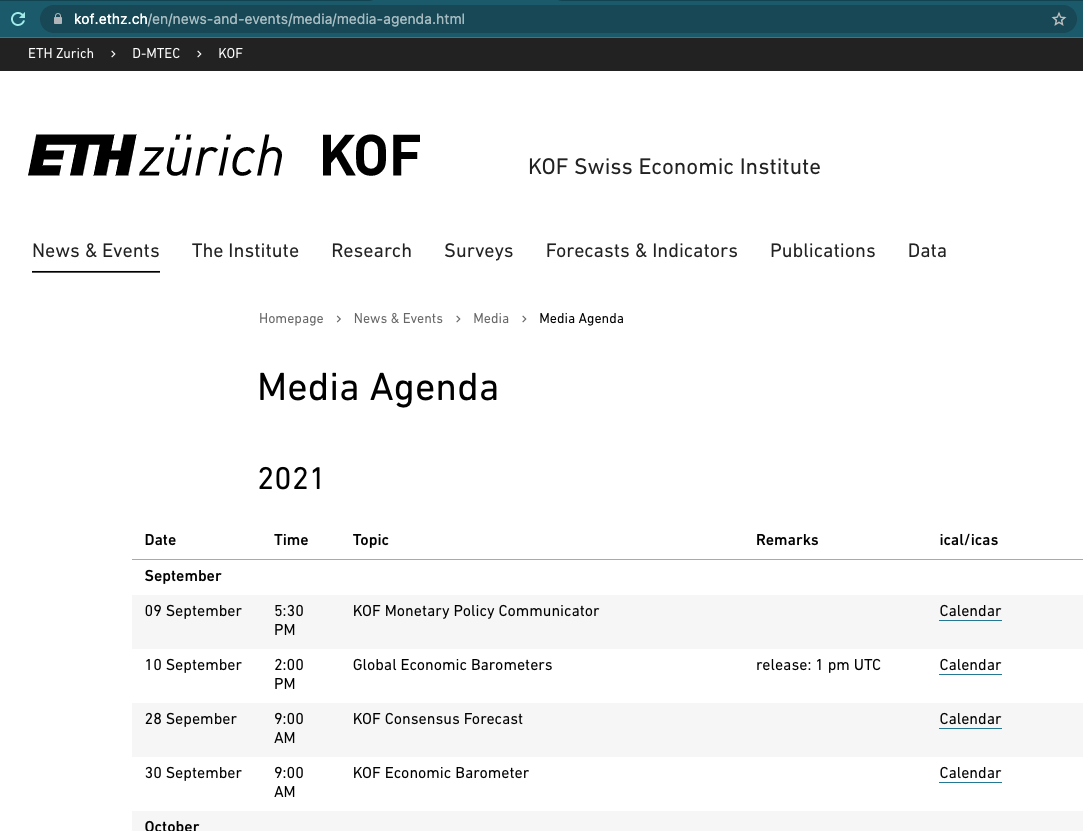 kof.ethz.ch/en/news-and-events/media/media-agenda.html
ETH Zurich > D-MTEC > KOF
ETH zürich KOF KOF Swiss Economic Institute
News & Events The Institute Research Surveys Forecasts & Indicators Publications Data
Homepage > News & Events > Media > Media Agenda
Media Agenda
2021
Date Time Topic Remarks ical/icas
September
09 September 5:30 PM KOF Monetary Policy Communicator Calendar
10 September 2:00 PM Global Economic Barometers release: 1 pm UTC Calendar
28 Sepember 9:00 AM KOF Consensus Forecast Calendar
30 September 9:00 AM KOF Economic Barometer Calendar
October